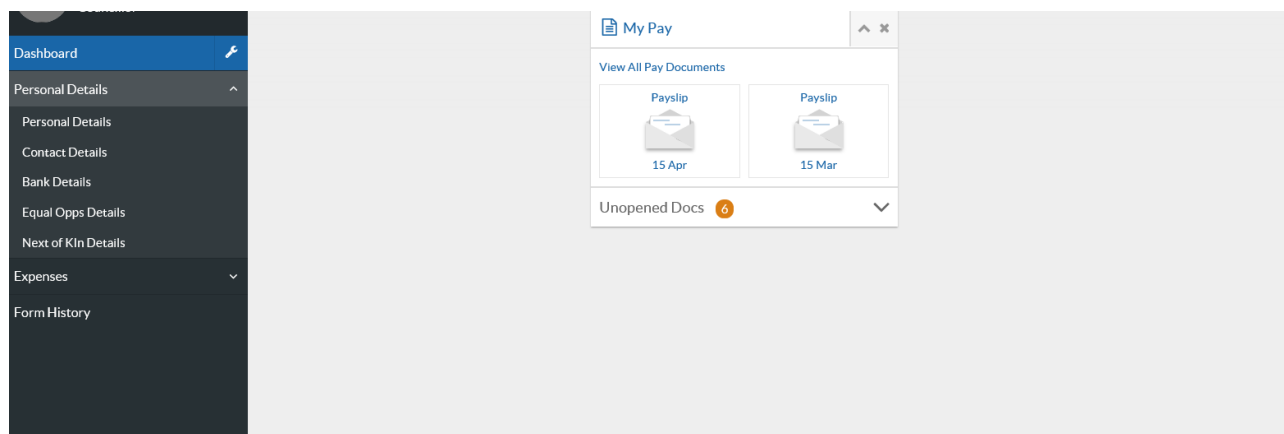 Dashboard
Personal Details
Personal Details
Contact Details
Bank Details
Equal Opps Details
Next of KIn Details
Expenses
Form History
My Pay
View All Pay Documents
Payslip
15 Apr
Payslip
15 Mar
Unopened Docs 6